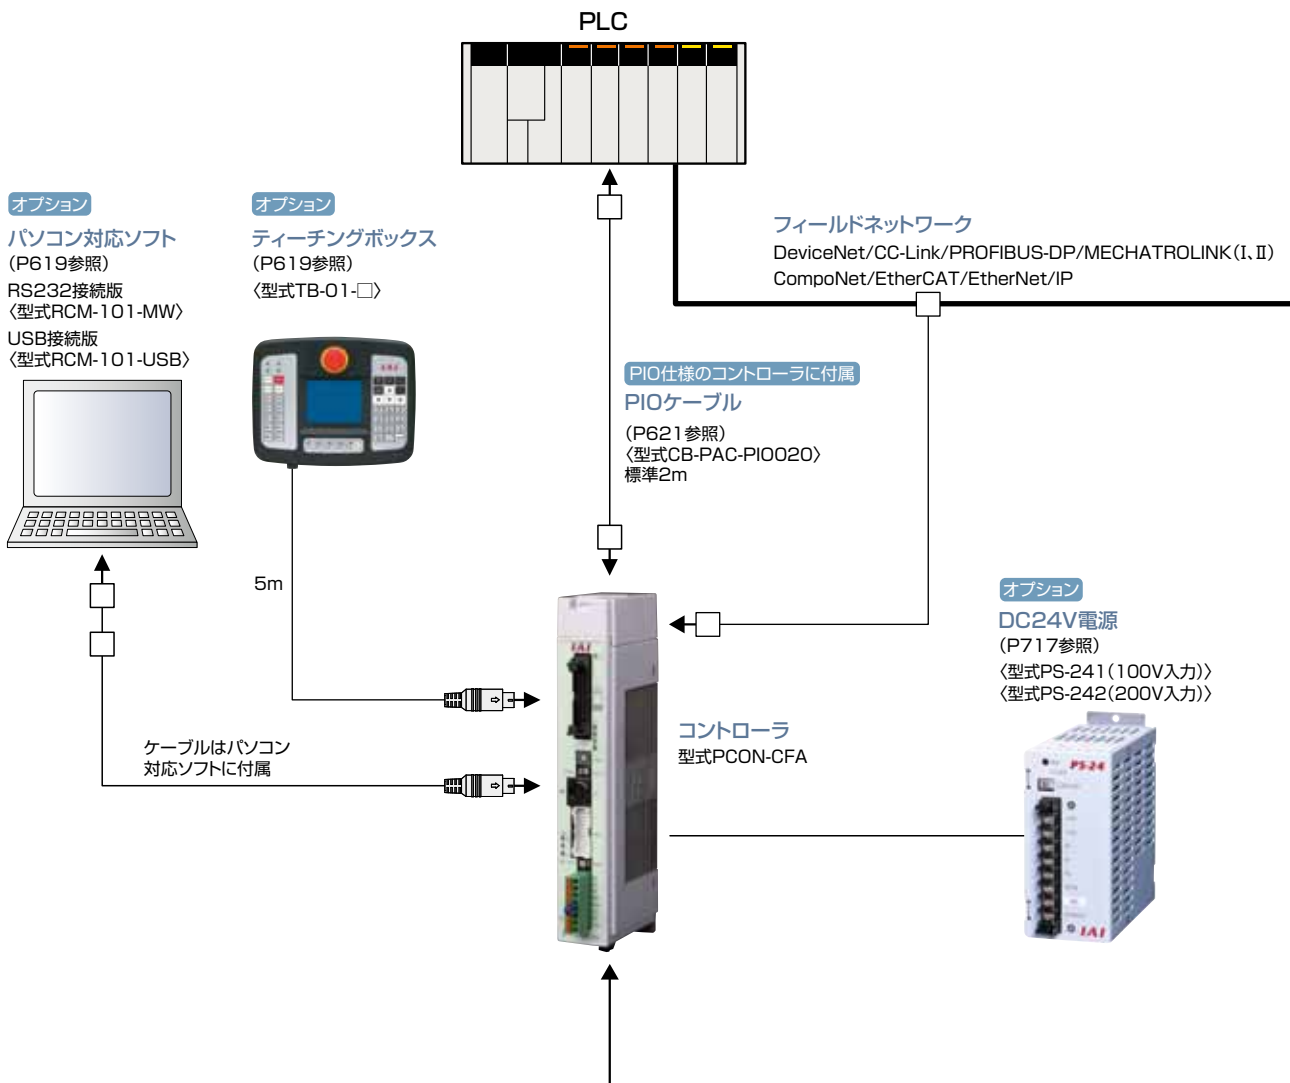 PLC
オプション
パソコン対応ソフト
(P619参照)
RS232接続版
〈型式RCM-101-MW〉
USB接続版
〈型式RCM-101-USB〉
オプション
ティーチングボックス
(P619参照)
〈型式TB-01-□〉
フィールドネットワーク
DeviceNet/CC-Link/PROFIBUS-DP/MECHATROLINK(I、II)
CompoNet/EtherCAT/EtherNet/IP
PIO仕様のコントローラに付属
PIOケーブル
(P621参照)
〈型式CB-PAC-PIO020〉
標準2m
5m
ケーブルはパソコン
対応ソフトに付属
IAI
コントローラ
型式PCON-CFA
オプション
DC24V電源
(P717参照)
〈型式PS-241(100V入力)〉
〈型式PS-242(200V入力)〉
PS-24
IAI